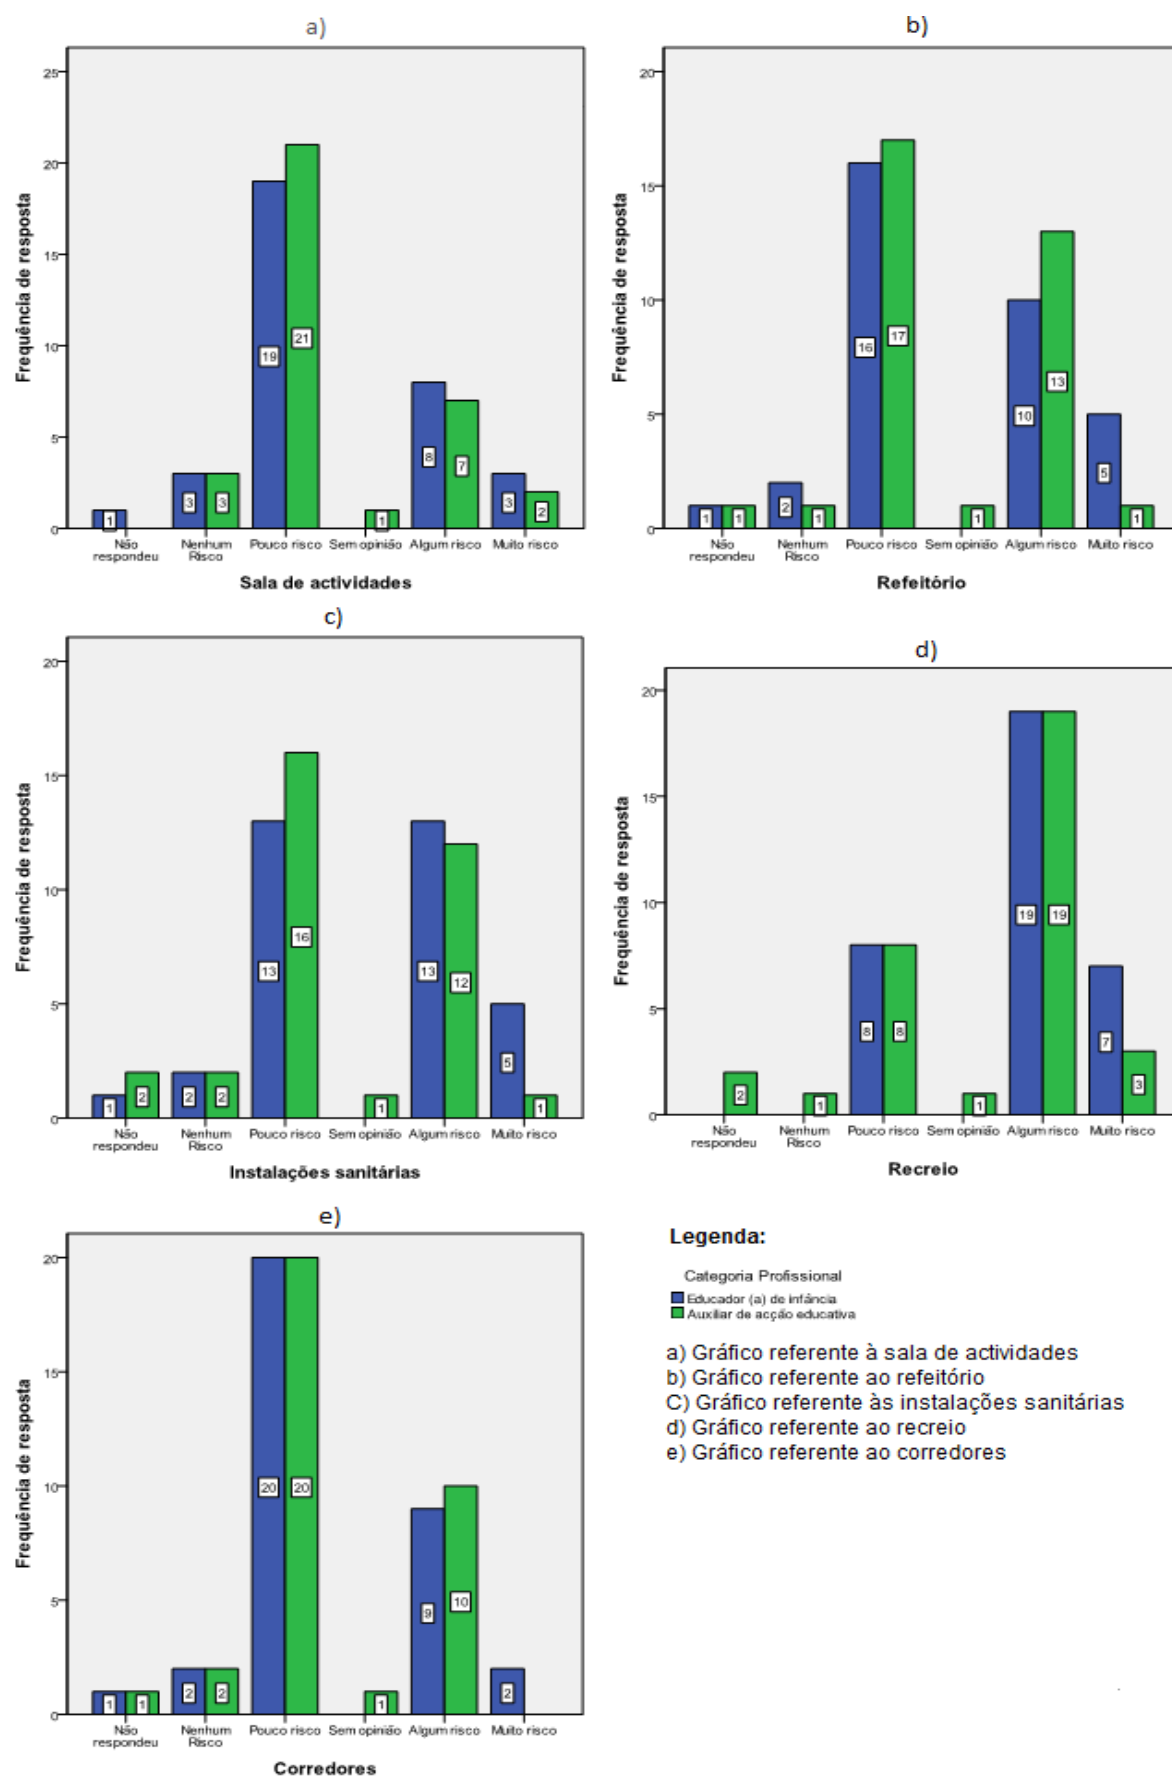 a)
25
20
15
10
5
0
Frequência de resposta
19
21
8
7
3
3
3
2
1
1
Não respondeu
Nenhum Risco
Pouco risco
Sem opinião
Algum risco
Muito risco
Sala de actividades
b)
20
15
10
5
0
Frequência de resposta
16
17
10
13
5
1
1
2
1
1
1
Não respondeu
Nenhum Risco
Pouco risco
Sem opinião
Algum risco
Muito risco
Refeitório
c)
20
15
10
5
0
Frequência de resposta
1
2
2
2
13
16
1
13
12
5
1
Não respondeu
Nenhum Risco
Pouco risco
Sem opinião
Algum risco
Muito risco
Instalações sanitárias
d)
20
15
10
5
0
Frequência de resposta
2
1
8
8
1
19
19
7
3
Não respondeu
Nenhum Risco
Pouco risco
Sem opinião
Algum risco
Muito risco
Recreio
e)
20
15
10
5
0
Frequência de resposta
1
1
2
2
20
20
1
9
10
2
Não respondeu
Nenhum Risco
Pouco risco
Sem opinião
Algum risco
Muito risco
Corredores
Legenda:
Categoria Profissional
Educador (a) de infância
Auxiliar de acção educativa
a) Gráfico referente à sala de actividades
b) Gráfico referente ao refeitório
C) Gráfico referente às instalações sanitárias
d) Gráfico referente ao recreio
e) Gráfico referente ao corredores